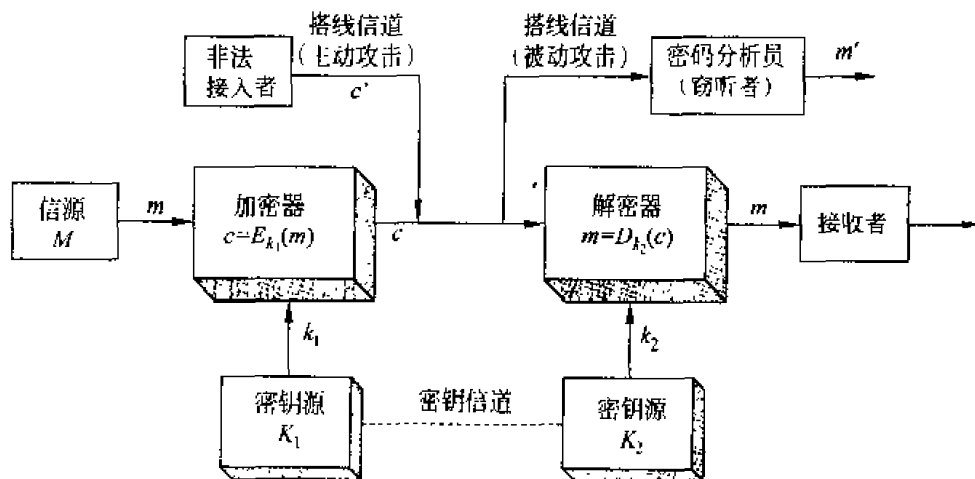 搭线信道
(主动攻击)
搭线信道
(被动攻击)
非法
接入者
c'
密码分析员
(窃听者)
m'
信源
M
m
加密器
c=E_{k_1}(m)
c
解密器
m=D_{k_2}(c)
m
接收者
k_1
k_2
密钥源
K_1
密钥信道
密钥源
K_2